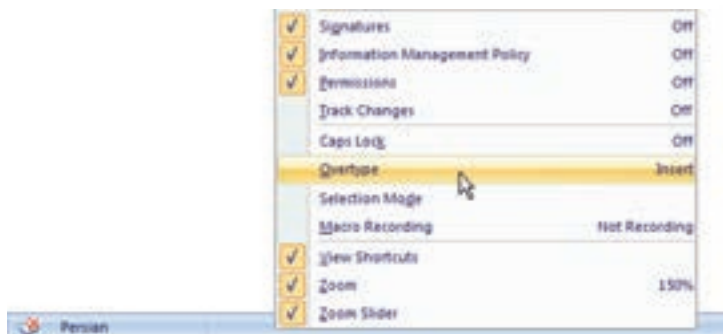 Signatures Off
Information Management Policy Off
Permissions Off
Track Changes Off
Caps Lock Off
Overtype Insert
Selection Mode
Macro Recording Not Recording
View Shortcuts
Zoom 150%
Zoom Slider
Persian